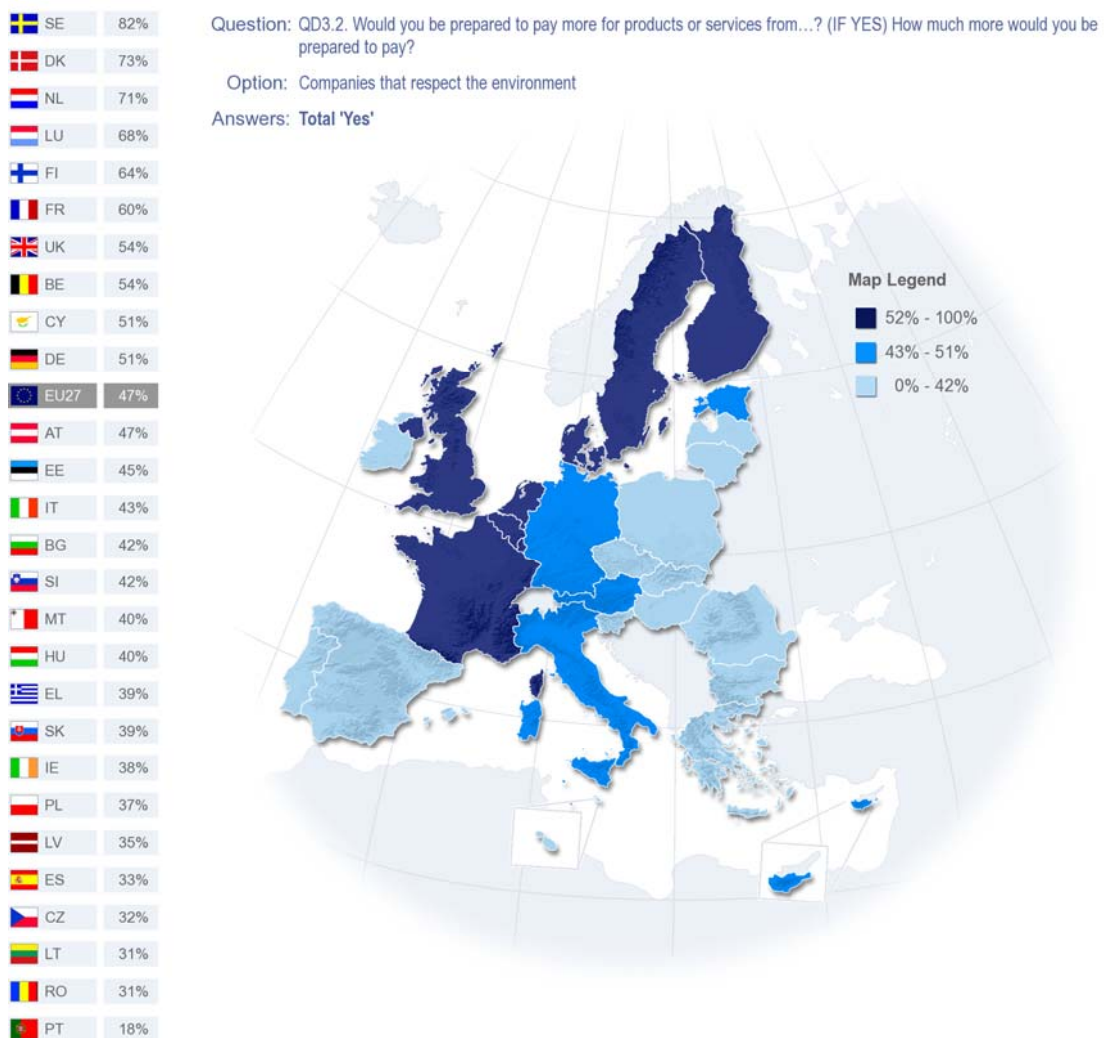 SE 82%
DK 73%
NL 71%
LU 68%
FI 64%
FR 60%
UK 54%
BE 54%
CY 51%
DE 51%
EU27 47%
AT 47%
EE 45%
IT 43%
BG 42%
SI 42%
MT 40%
HU 40%
EL 39%
SK 39%
IE 38%
PL 37%
LV 35%
ES 33%
CZ 32%
LT 31%
RO 31%
PT 18%
Question: QD3.2. Would you be prepared to pay more for products or services from…? (IF YES) How much more would you be
prepared to pay?
Option: Companies that respect the environment
Answers: Total 'Yes'
Map Legend
52% - 100%
43% - 51%
0% - 42%